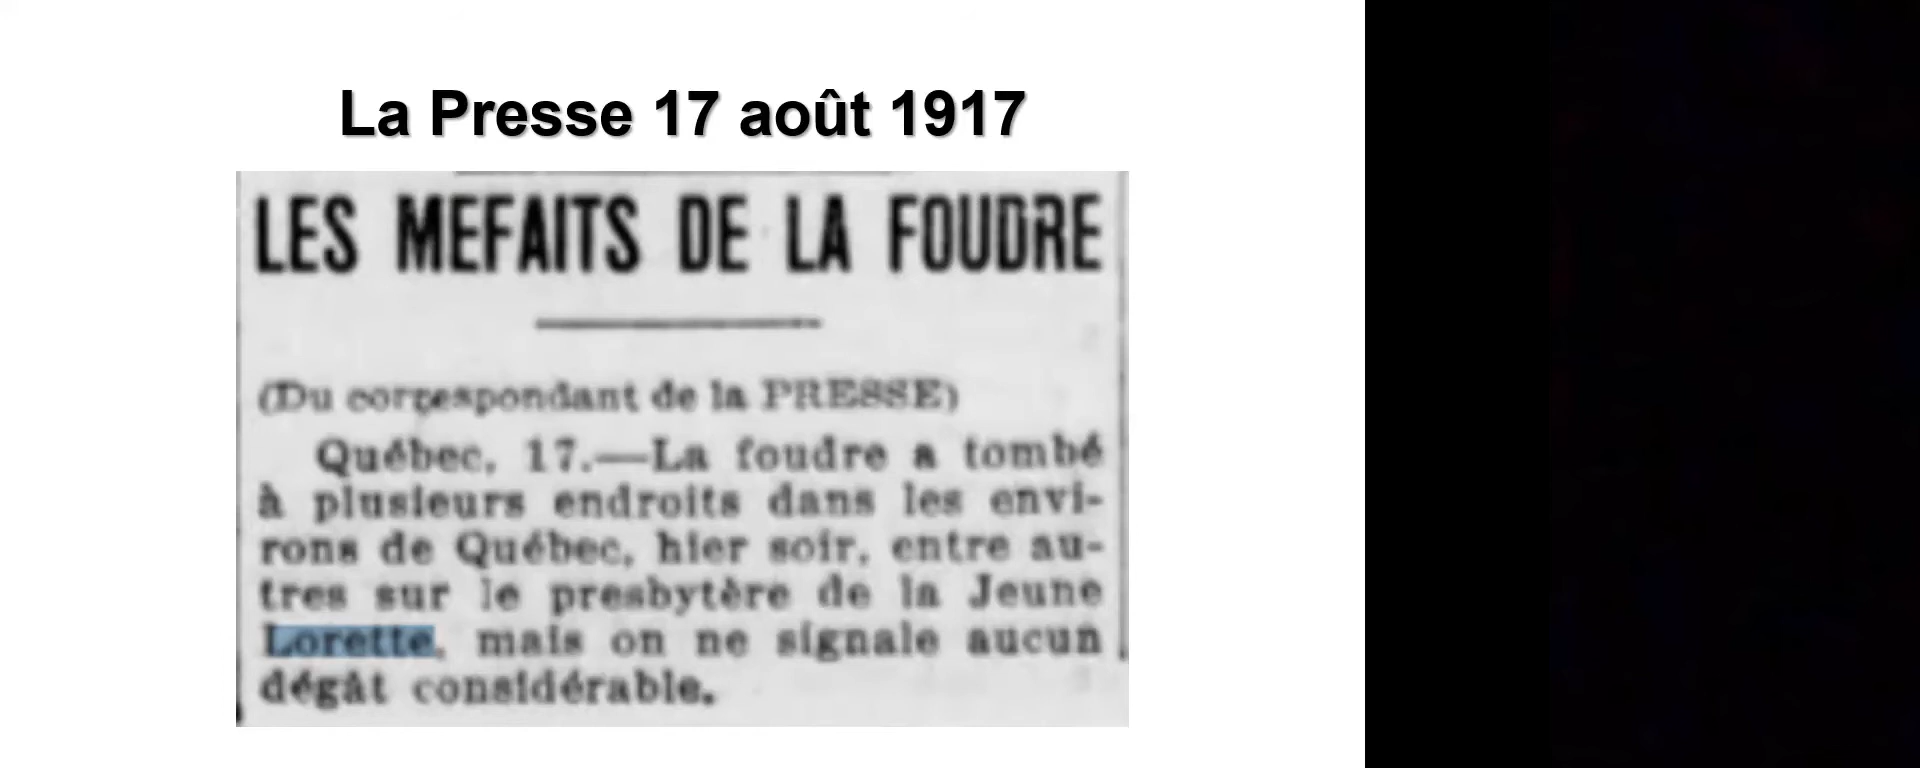 La Presse 17 août 1917
LES MEFAITS DE LA FOUDRE
(Du correspondant de la PRESSE)
Québec, 17.—La foudre a tombé
à plusieurs endroits dans les envi-
rons de Québec, hier soir, entre au-
tres sur le presbytère de la Jeune
Lorette, mais on ne signale aucun
dégât considérable.